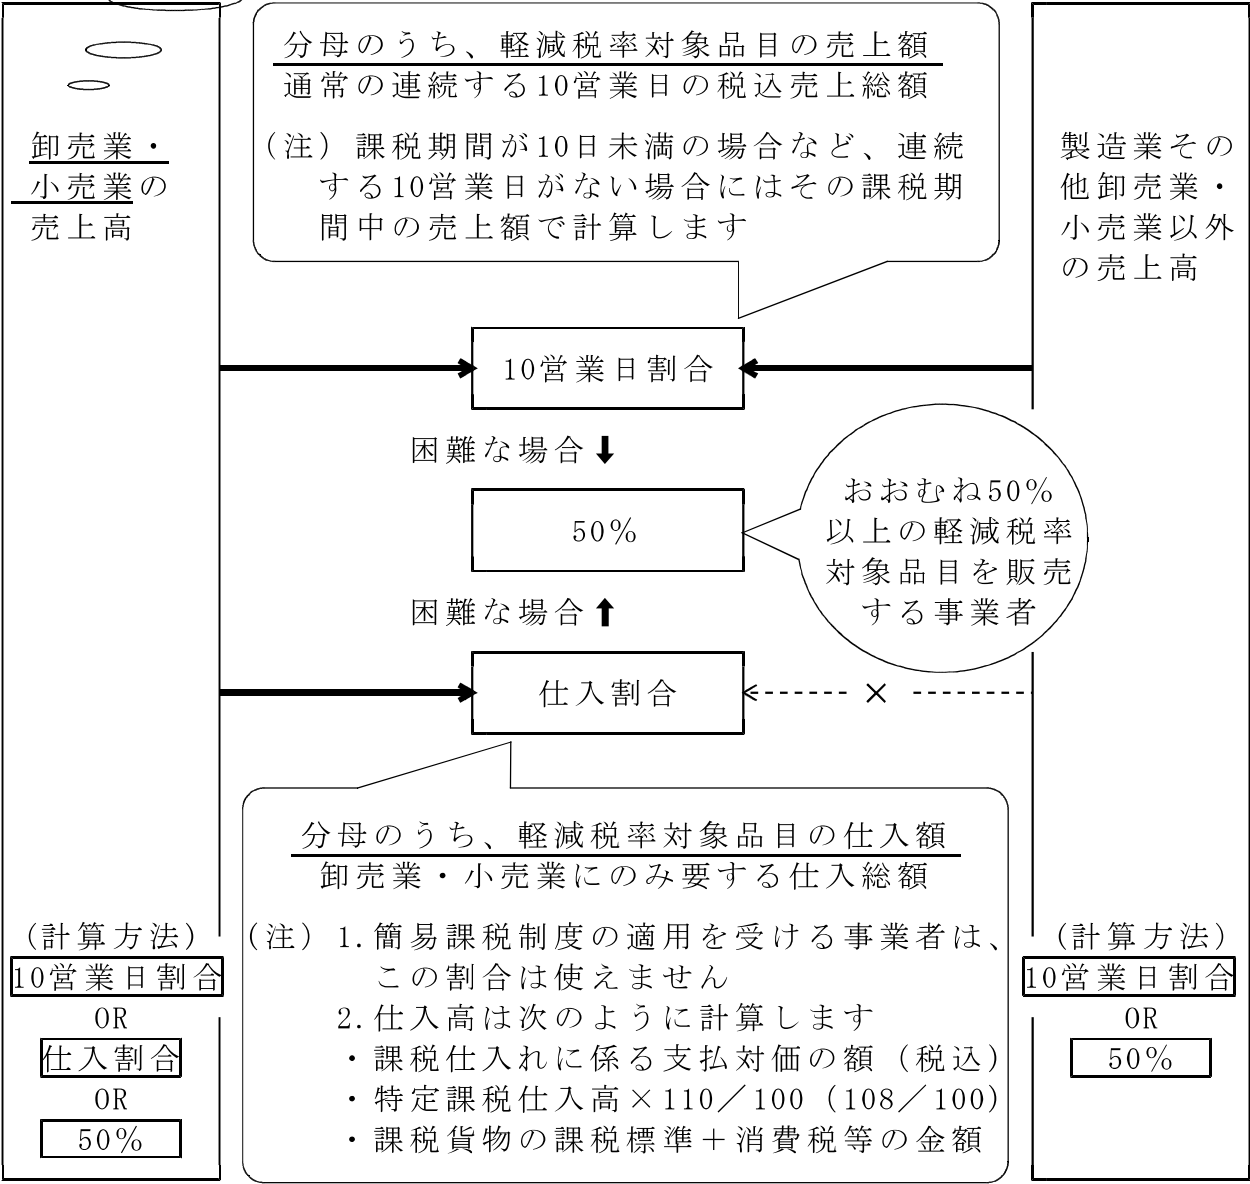 分母のうち、軽減税率対象品目の売上額
通常の連続する10営業日の税込売上総額
(注) 課税期間が10日未満の場合など、連続
する10営業日がない場合にはその課税期
間中の売上額で計算します
卸売業・
小売業の
売上高
製造業その
他卸売業・
小売業以外
の売上高
10営業日割合
困難な場合⬇
50%
おおむね50%
以上の軽減税率
対象品目を販売
する事業者
困難な場合⬆
仕入割合
×
分母のうち、軽減税率対象品目の仕入額
卸売業・小売業にのみ要する仕入総額
(注) 1.簡易課税制度の適用を受ける事業者は、
この割合は使えません
2.仕入高は次のように計算します
・課税仕入れに係る支払対価の額(税込)
・特定課税仕入高×110／100(108／100)
・課税貨物の課税標準＋消費税等の金額
(計算方法)
10営業日割合
OR
仕入割合
OR
50%
(計算方法)
10営業日割合
OR
50%